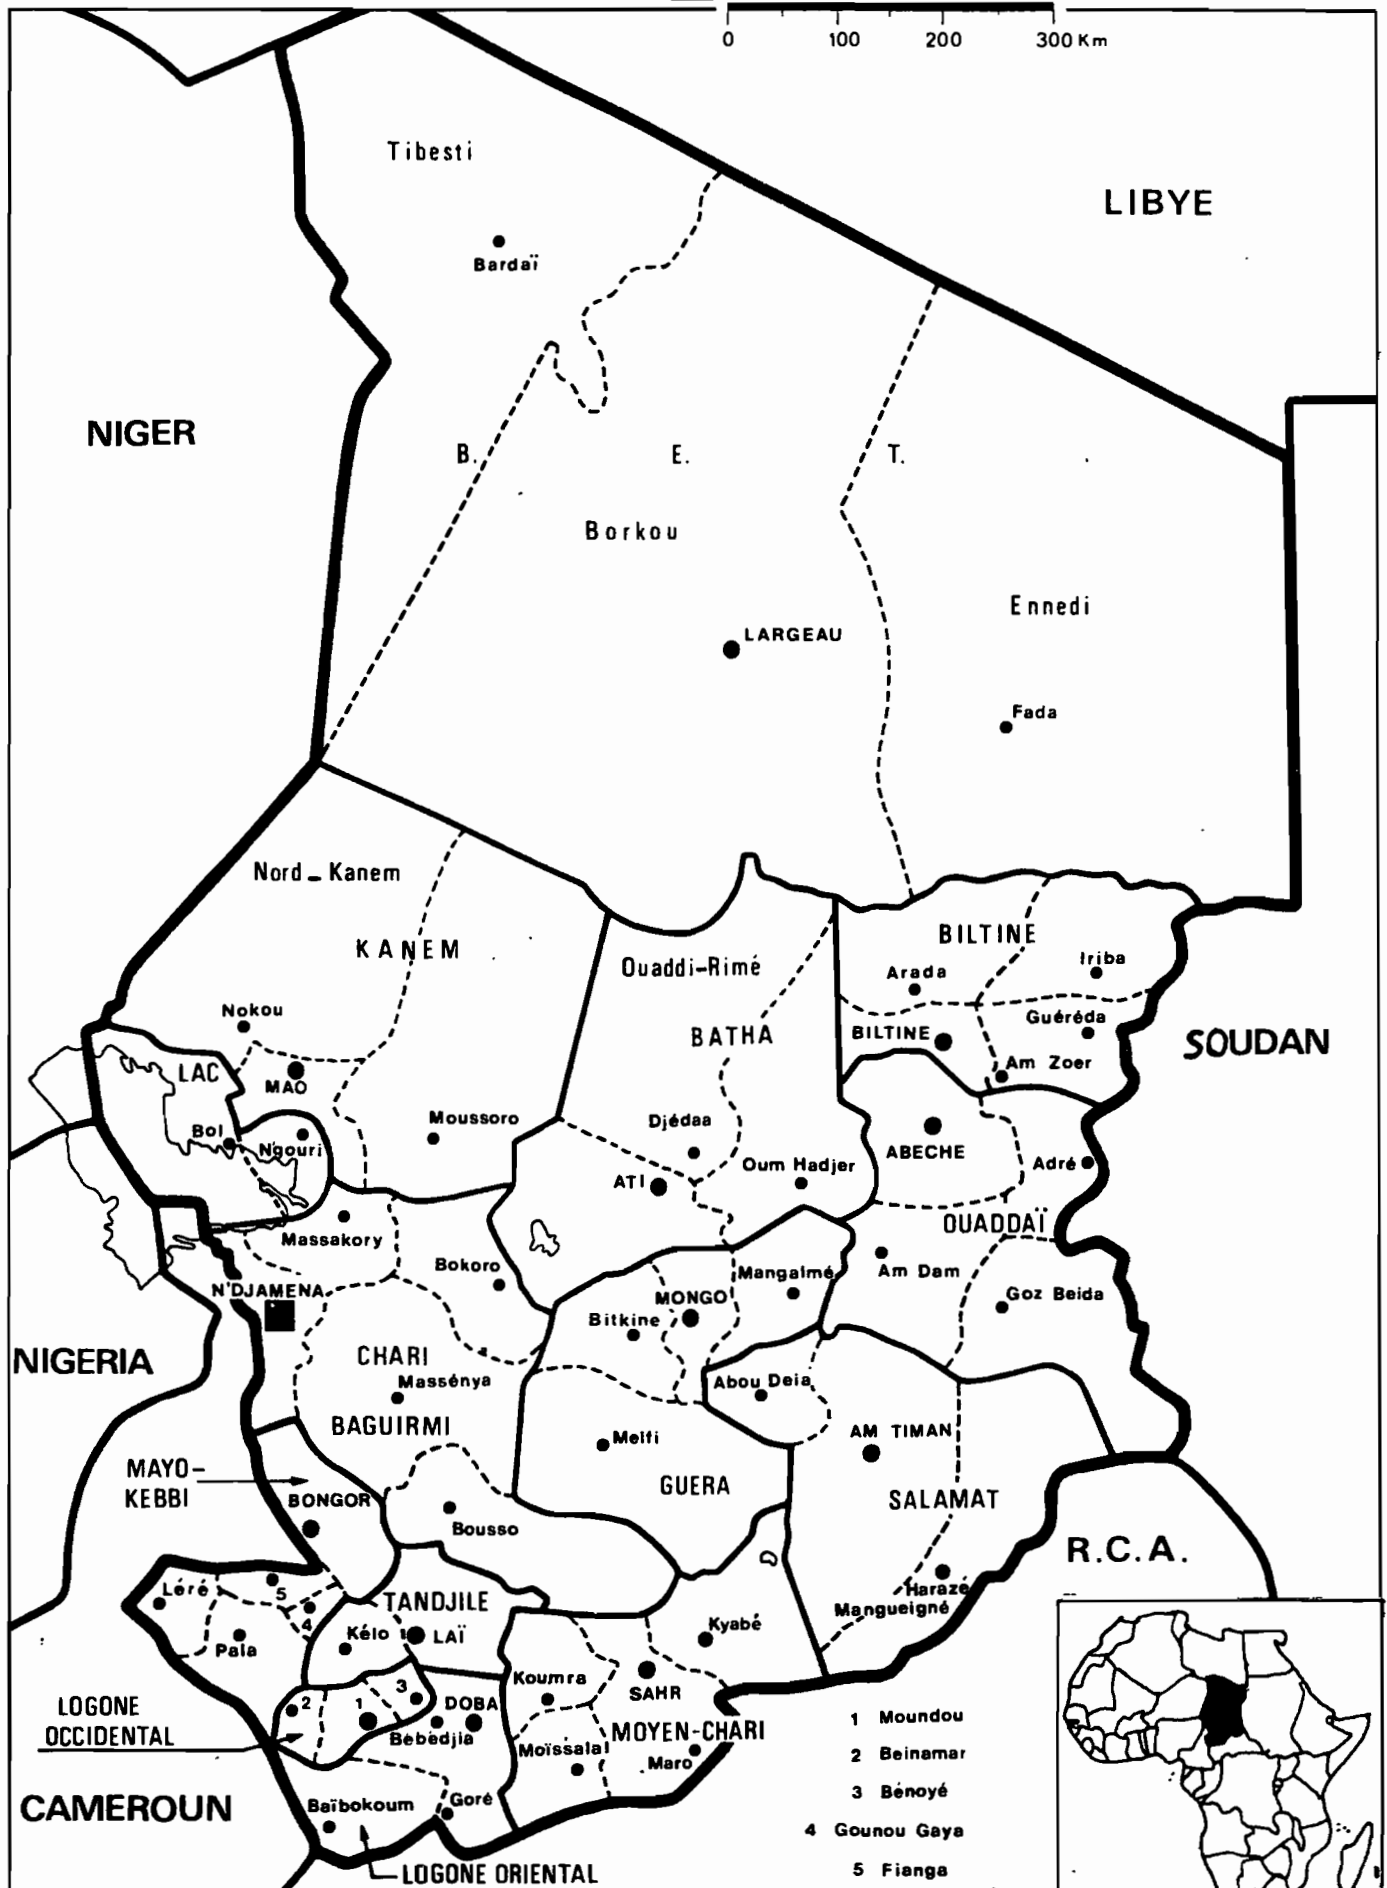 0 100 200 300 Km
Tibesti
LIBYE
Bardaï
NIGER
B. E. T.
Borkou
Ennedi
LARGEAU
Fada
Nord-Kanem
KANEM
Ouaddi-Rimé
BILTINE
Arada
Iriba
Nokou
BATHA
BILTINE
Guéréda
SOUDAN
LAC
MAO
Am Zoer
Bol
N'gouri
Moussoro
Djédaa
ABECHE
Adré
ATI
Oum Hadjer
OUADDAÏ
Massakory
Bokoro
Mangalmé
Am Dam
N'DJAMENA
MONGO
Goz Beida
Bitkine
NIGERIA
CHARI
Massénya
Abou Deia
BAGUIRMI
Melfi
AM TIMAN
MAYO-
KEBBI
BONGOR
GUERA
SALAMAT
Bousso
R.C.A.
Léré
5
4
TANDJILE
Haraze
Mangueigné
Pala
Kélo
LAÏ
Kyabé
Koumra
SAHR
LOGONE
OCCIDENTAL
2
1
3
DOBA
Bébédjia
MOYEN-CHARI
Moïssalal
Maro
CAMEROUN
Baïbokoum
Goré
LOGONE ORIENTAL
1 Moundou
2 Beinamar
3 Bénoyé
4 Gounou Gaya
5 Fianga